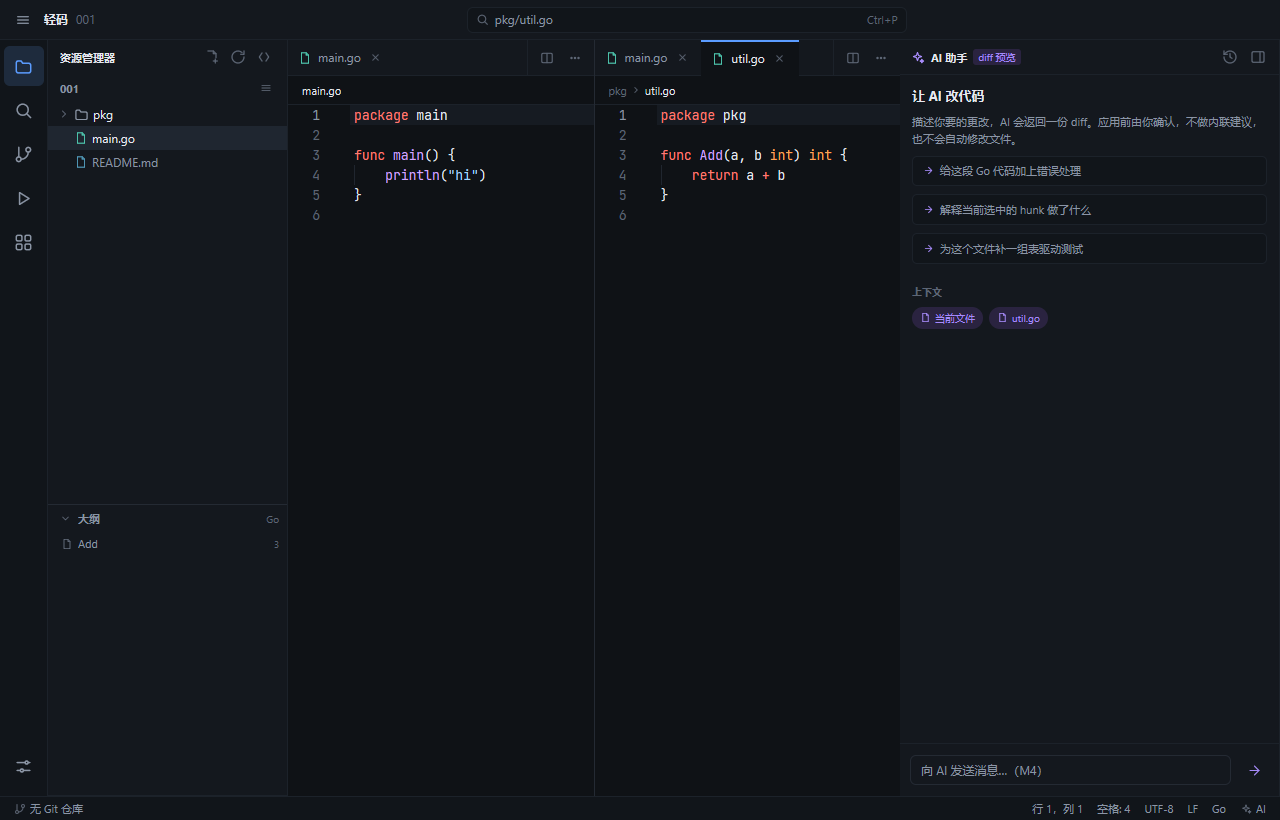 轻码 001
pkg/util.go Ctrl+P
资源管理器
001
pkg
main.go
README.md
大纲 Go
Add 3
main.go
main.go
1 package main
2
3 func main() {
4 println("hi")
5 }
6
main.go util.go
pkg › util.go
1 package pkg
2
3 func Add(a, b int) int {
4 return a + b
5 }
6
AI 助手 diff 预览
让 AI 改代码
描述你要的更改，AI 会返回一份 diff。应用前由你确认，不做内联建议，
也不会自动修改文件。
给这段 Go 代码加上错误处理
解释当前选中的 hunk 做了什么
为这个文件补一组表驱动测试
上下文
当前文件 util.go
向 AI 发送消息... (M4)
无 Git 仓库
行 1，列 1 空格: 4 UTF-8 LF Go AI